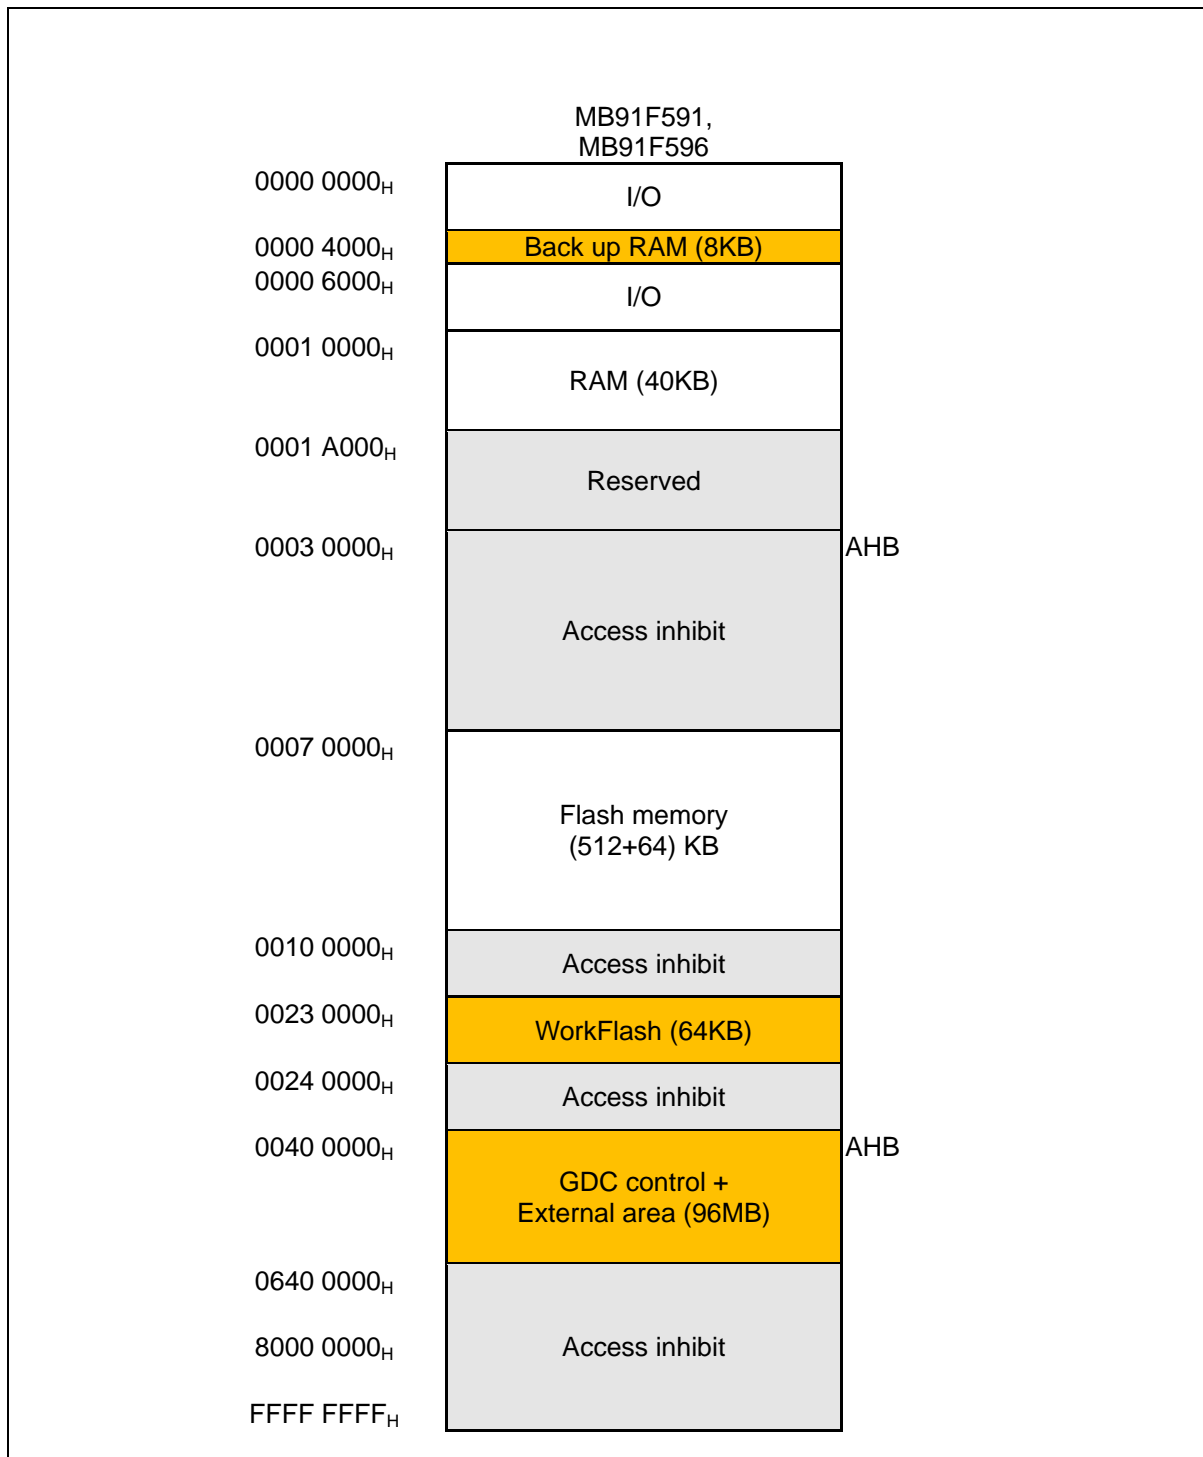 MB91F591,
MB91F596
0000 0000H
I/O
0000 4000H
Back up RAM (8KB)
0000 6000H
I/O
0001 0000H
RAM (40KB)
0001 A000H
Reserved
0003 0000H
AHB
Access inhibit
0007 0000H
Flash memory
(512+64) KB
0010 0000H
Access inhibit
0023 0000H
WorkFlash (64KB)
0024 0000H
Access inhibit
0040 0000H
AHB
GDC control +
External area (96MB)
0640 0000H
8000 0000H
Access inhibit
FFFF FFFFH